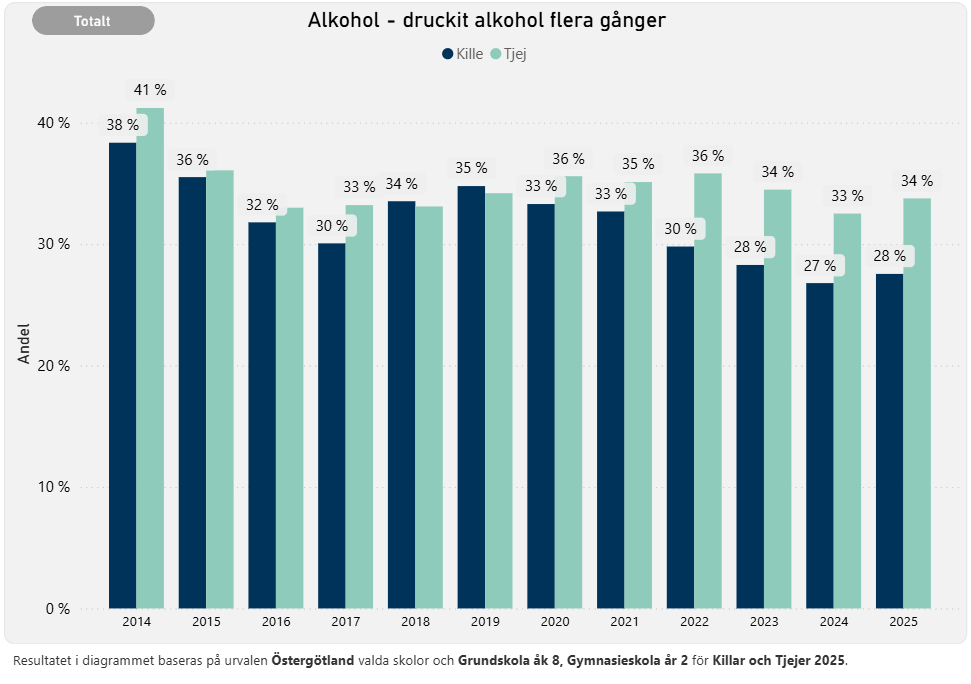 Totalt
Alkohol - druckit alkohol flera gånger
Kille Tjej
Andel
40 %
30 %
20 %
10 %
0 %
38 % 41 %
36 %
32 %
30 % 33 %
34 %
35 %
33 % 36 %
33 % 35 %
30 % 36 %
28 % 34 %
27 % 33 %
28 % 34 %
2014 2015 2016 2017 2018 2019 2020 2021 2022 2023 2024 2025
Resultatet i diagrammet baseras på urvalen Östergötland valda skolor och Grundskola åk 8, Gymnasieskola år 2 för Killar och Tjejer 2025.